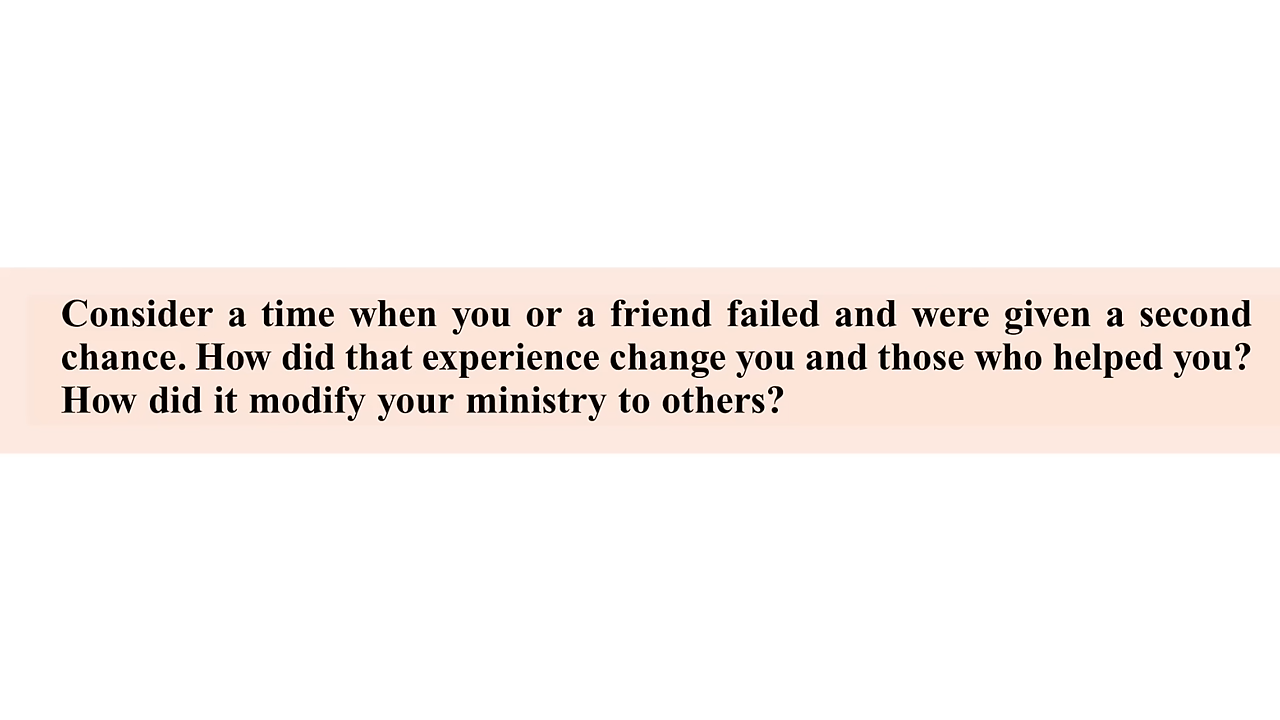 Consider a time when you or a friend failed and were given a second
chance. How did that experience change you and those who helped you?
How did it modify your ministry to others?